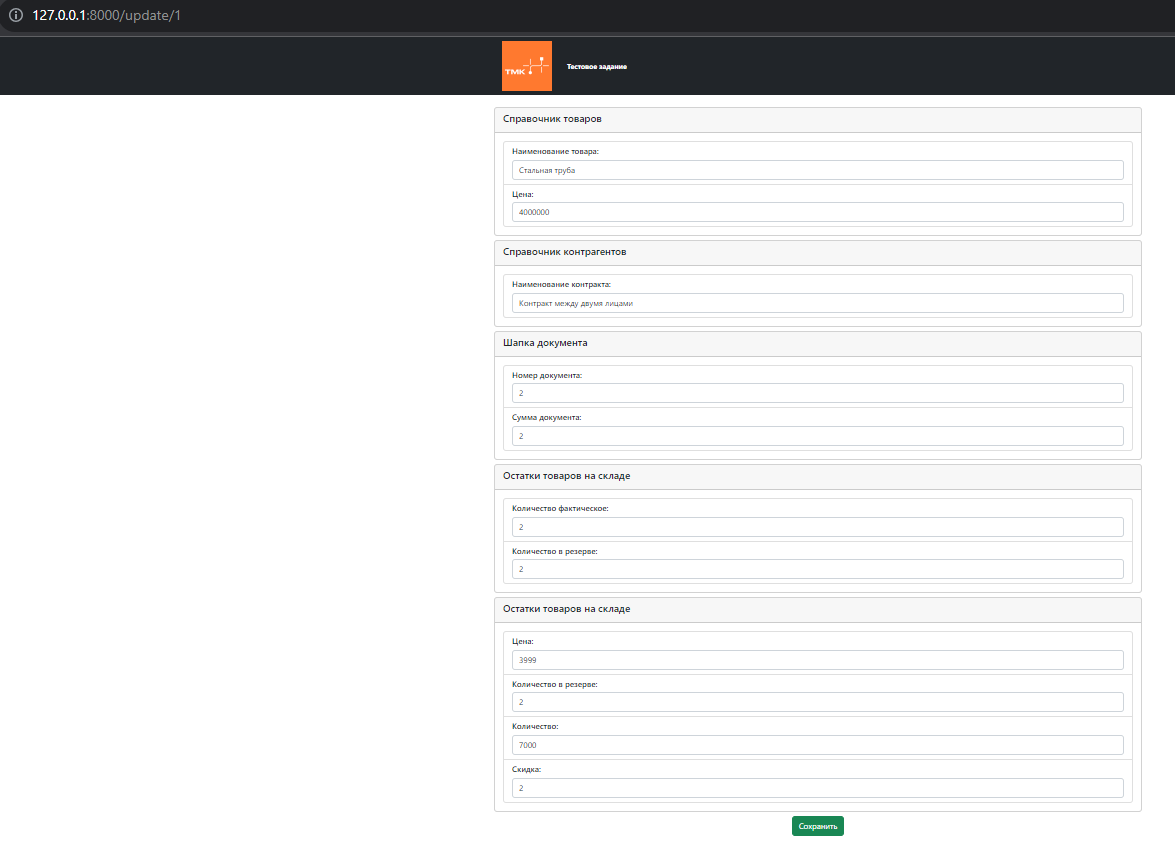 127.0.0.1:8000/update/1
ТМК
Тестовое задание
Справочник товаров
Наименование товара:
Стальная труба
Цена:
4000000
Справочник контрагентов
Наименование контракта:
Контракт между двумя лицами
Шапка документа
Номер документа:
2
Сумма документа:
2
Остатки товаров на складе
Количество фактическое:
2
Количество в резерве:
2
Остатки товаров на складе
Цена:
3999
Количество в резерве:
2
Количество:
7000
Скидка:
2
Сохранить